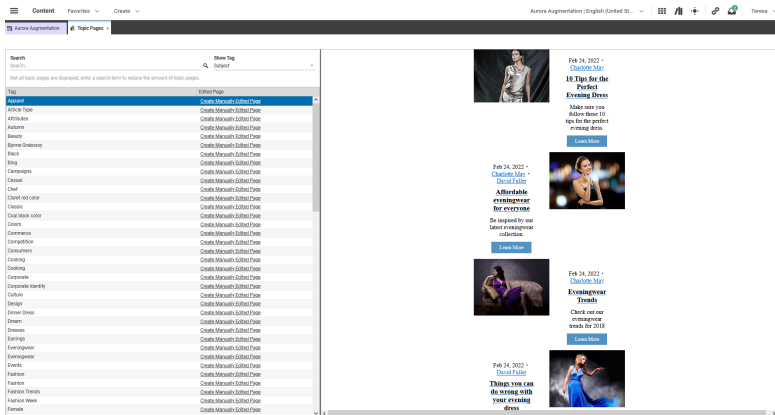 Content Favorites Create Aurora Augmentation | English (United St... Teresa
Aurora Augmentation Topic Pages
Search Show Tag
Search... Subject
Not all topic pages are displayed, enter a search term to reduce the amount of topic pages.
Tag Edited Page
Apparel Create Manually Edited Page
Article Type Create Manually Edited Page
Attributes Create Manually Edited Page
Autumn Create Manually Edited Page
Beauty Create Manually Edited Page
Bjorne Grabossy Create Manually Edited Page
Black Create Manually Edited Page
Blog Create Manually Edited Page
Campaigns Create Manually Edited Page
Casual Create Manually Edited Page
Chef Create Manually Edited Page
Claret red color Create Manually Edited Page
Classic Create Manually Edited Page
Coal black color Create Manually Edited Page
Colors Create Manually Edited Page
Commerce Create Manually Edited Page
Competition Create Manually Edited Page
Consumers Create Manually Edited Page
Cooking Create Manually Edited Page
Cooking Create Manually Edited Page
Corporate Create Manually Edited Page
Corporate Identity Create Manually Edited Page
Culture Create Manually Edited Page
Design Create Manually Edited Page
Dinner Dress Create Manually Edited Page
Dream Create Manually Edited Page
Dresses Create Manually Edited Page
Earrings Create Manually Edited Page
Eveningwear Create Manually Edited Page
Eveningwear Create Manually Edited Page
Events Create Manually Edited Page
Fashion Create Manually Edited Page
Fashion Create Manually Edited Page
Fashion Trends Create Manually Edited Page
Fashion Week Create Manually Edited Page
Female Create Manually Edited Page
Feb 24, 2022 •
Charlotte May
10 Tips for the
Perfect
Evening Dress
Make sure you
follow these 10
tips for the perfect
evening dress.
Learn More
Feb 24, 2022 •
Charlotte May •
David Fuller
Affordable
eveningwear
for everyone
Be inspired by our
latest eveningwear
collection.
Learn More
Feb 24, 2022 •
Charlotte May
Eveningwear
Trends
Check out our
eveningwear
trends for 2018
Learn More
Feb 24, 2022 •
David Fuller
Things you can
do wrong with
your evening
dress